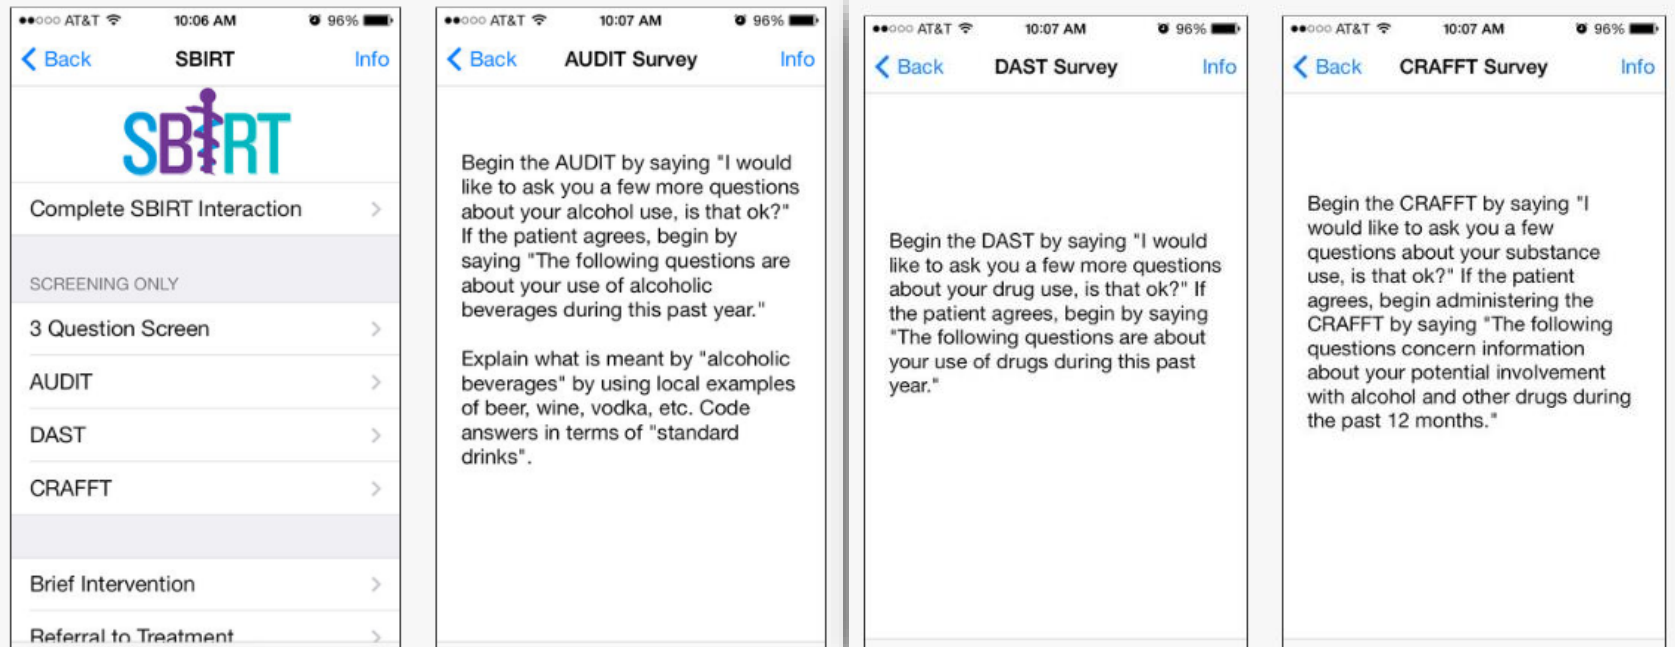 AT&T 10:06 AM 96%
Back SBIRT Info
SBIRT
Complete SBIRT Interaction
SCREENING ONLY
3 Question Screen
AUDIT
DAST
CRAFFT
Brief Intervention
Referral to Treatment
AT&T 10:07 AM 96%
Back AUDIT Survey Info
Begin the AUDIT by saying "I would
like to ask you a few more questions
about your alcohol use, is that ok?"
If the patient agrees, begin by
saying "The following questions are
about your use of alcoholic
beverages during this past year."
Explain what is meant by "alcoholic
beverages" by using local examples
of beer, wine, vodka, etc. Code
answers in terms of "standard
drinks".
AT&T 10:07 AM 96%
Back DAST Survey Info
Begin the DAST by saying "I would
like to ask you a few more questions
about your drug use, is that ok?" If
the patient agrees, begin by saying
"The following questions are about
your use of drugs during this past
year."
AT&T 10:07 AM 96%
Back CRAFFT Survey Info
Begin the CRAFFT by saying "I
would like to ask you a few
questions about your substance
use, is that ok?" If the patient
agrees, begin administering the
CRAFFT by saying "The following
questions concern information
about your potential involvement
with alcohol and other drugs during
the past 12 months."